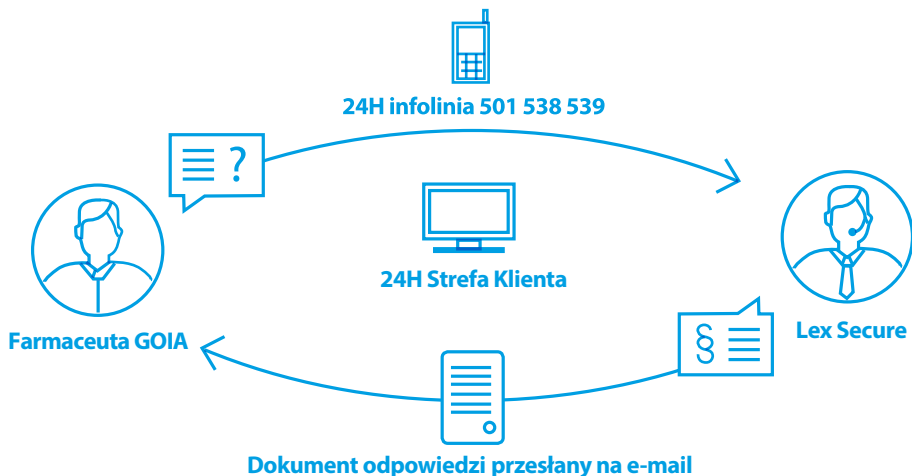 24H infolinia 501 538 539
?
24H Strefa Klienta
Farmaceuta GOIA
§
Lex Secure
Dokument odpowiedzi przesłany na e-mail